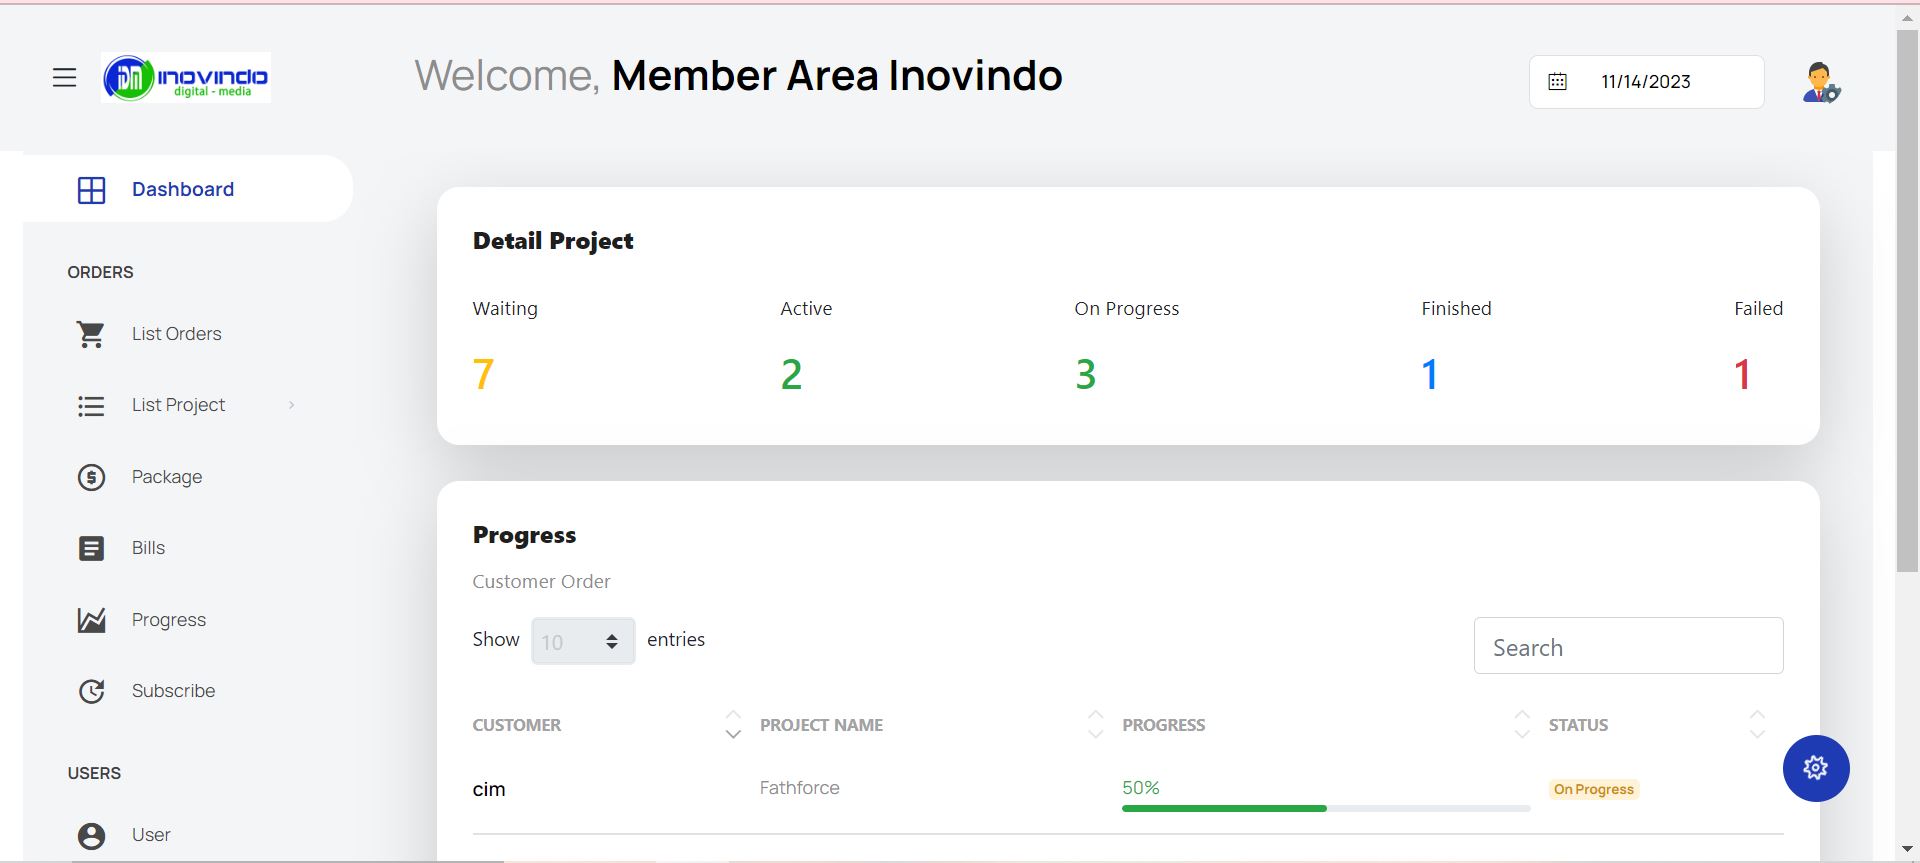 INOVINDO
digital - media
Welcome, Member Area Inovindo
11/14/2023
Dashboard
ORDERS
List Orders
List Project
Package
Bills
Progress
Subscribe
USERS
User
Detail Project
Waiting Active On Progress Finished Failed
7 2 3 1 1
Progress
Customer Order
Show 10 entries
Search
CUSTOMER PROJECT NAME PROGRESS STATUS
cim Fathforce 50% On Progress